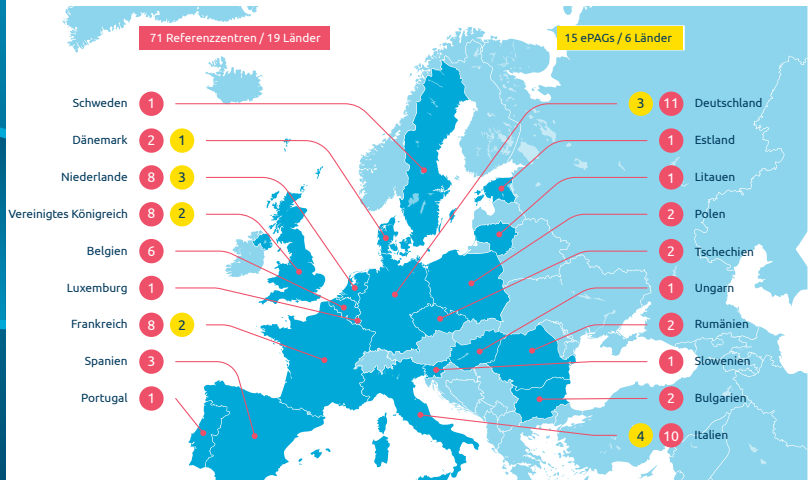 71 Referenzzentren / 19 Länder
15 ePAGs / 6 Länder
Schweden 1
Dänemark 2 1
Niederlande 8 3
Vereinigtes Königreich 8 2
Belgien 6
Luxemburg 1
Frankreich 8 2
Spanien 3
Portugal 1
3 11 Deutschland
1 Estland
1 Litauen
2 Polen
2 Tschechien
1 Ungarn
2 Rumänien
1 Slowenien
2 Bulgarien
4 10 Italien